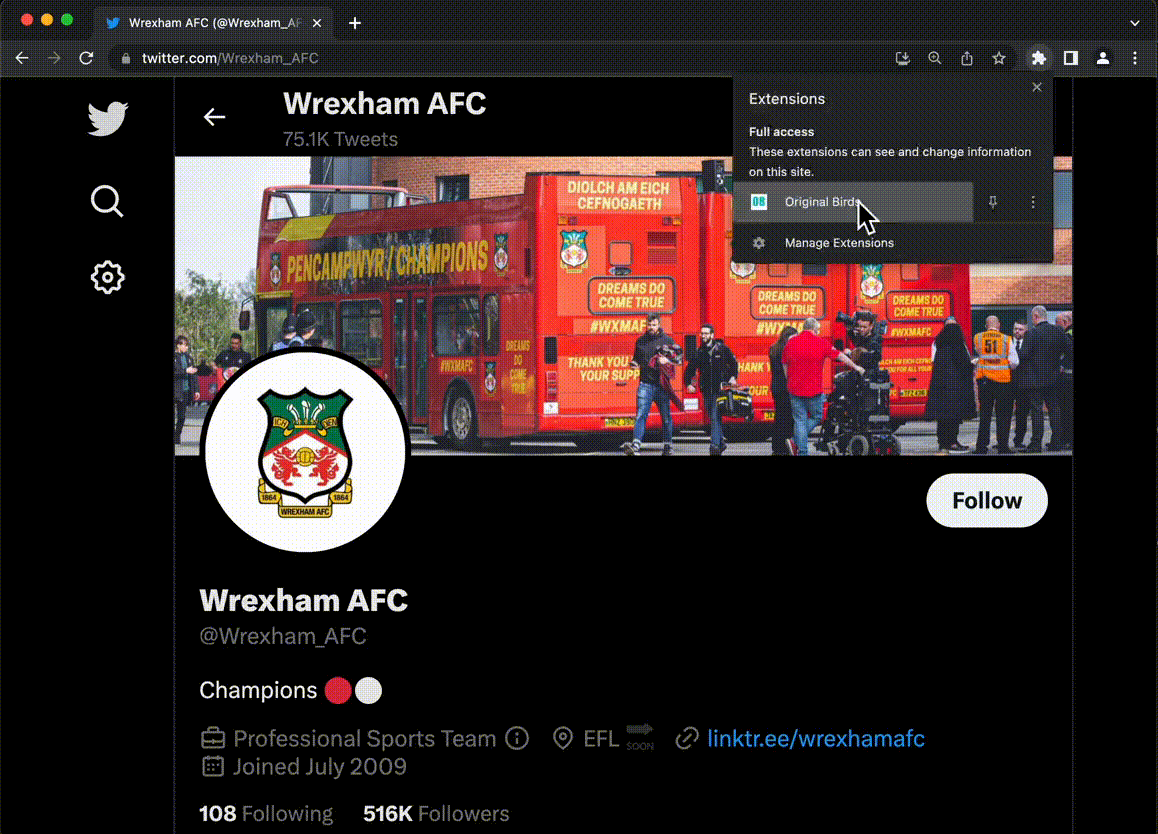 Wrexham AFC (@Wrexham_AF
twitter.com/Wrexham_AFC
Wrexham AFC
75.1K Tweets
Extensions
Full access
These extensions can see and change information
on this site.
OB Original Birds
Manage Extensions
DIOLCH AM EICH
CEFNOGAETH
PENCAMPWYR / CHAMPIONS
DREAMS DO
COME TRUE
#WXMAFC
DREAMS
DO
COME
TRUE
#WXMAF
THANK YOU
YOUR SUPP
DREAMS DO
COME TRUE
DREAMS DO
COME TRUE
#WXMAFC
51
1864 1864
WREXHAM AFC
Follow
Wrexham AFC
@Wrexham_AFC
Champions
Professional Sports Team EFL SOON linktr.ee/wrexhamafc
Joined July 2009
108 Following 516K Followers